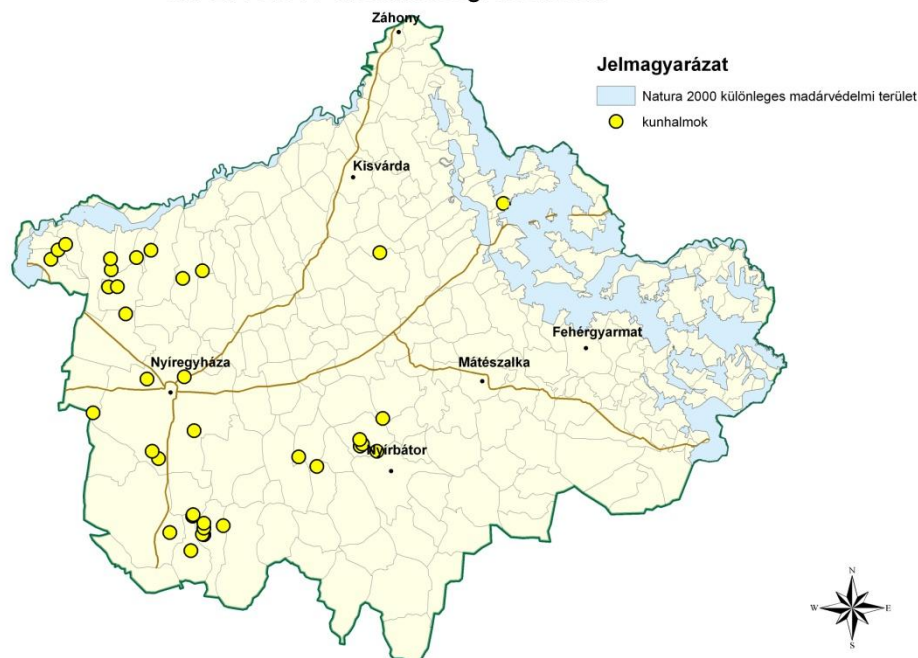 Záhony
Jelmagyarázat
Natura 2000 különleges madárvédelmi terület
kunhalmok
Kisvárda
Fehérgyarmat
Nyíregyháza
Mátészalka
Nyírbátor
N
W E
S